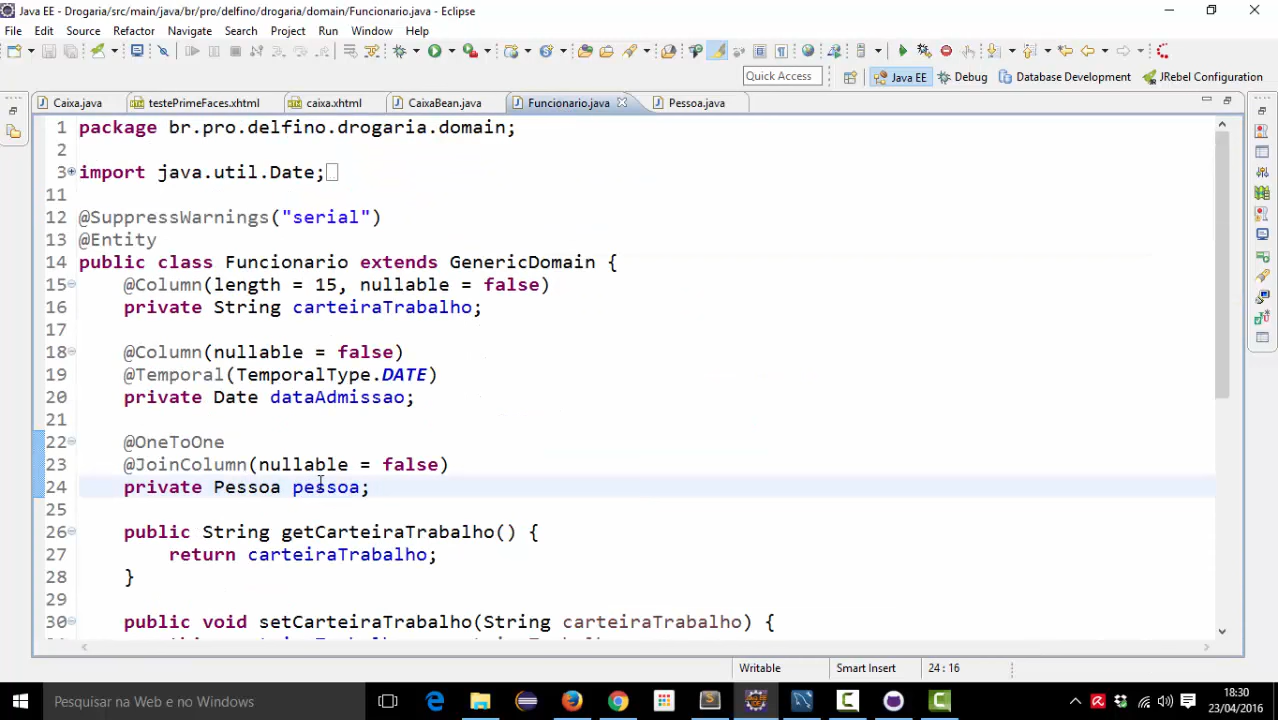 Java EE - Drogaria/src/main/java/br/pro/delfino/drogaria/domain/Funcionario.java - Eclipse
File Edit Source Refactor Navigate Search Project Run Window Help
Quick Access Java EE Debug Database Development JRebel Configuration
Caixa.java testePrimeFaces.xhtml caixa.xhtml CaixaBean.java Funcionario.java Pessoa.java
1 package br.pro.delfino.drogaria.domain;
2
3 import java.util.Date;
11
12 @SuppressWarnings("serial")
13 @Entity
14 public class Funcionario extends GenericDomain {
15 @Column(length = 15, nullable = false)
16 private String carteiraTrabalho;
17
18 @Column(nullable = false)
19 @Temporal(TemporalType.DATE)
20 private Date dataAdmissao;
21
22 @OneToOne
23 @JoinColumn(nullable = false)
24 private Pessoa pessoa;
25
26 public String getCarteiraTrabalho() {
27 return carteiraTrabalho;
28 }
29
30 public void setCarteiraTrabalho(String carteiraTrabalho) {
Writable Smart Insert 24 : 16
Pesquisar na Web e no Windows
18:30
23/04/2016